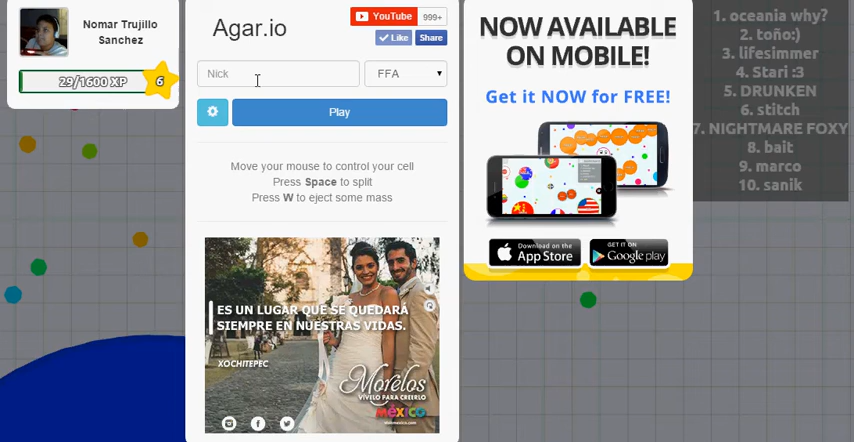 Nomar Trujillo
Sanchez
29/1600 XP
6
Agar.io
YouTube
999+
Like
Share
Nick
FFA
Play
Move your mouse to control your cell
Press Space to split
Press W to eject some mass
ES UN LUGAR QUE SE QUEDARÁ
SIEMPRE EN NUESTRAS VIDAS.
XOCHITEPEC
Morelos
VÍVELO PARA CREERLO
méxico
NOW AVAILABLE
ON MOBILE!
Get it NOW for FREE!
Download on the
App Store
GET IT ON
Google play
1. oceania why?
2. toño:)
3. lifesimmer
4. Stari :3
5. DRUNKEN
6. stitch
7. NIGHTMARE FOXY
8. bait
9. marco
10. sanik